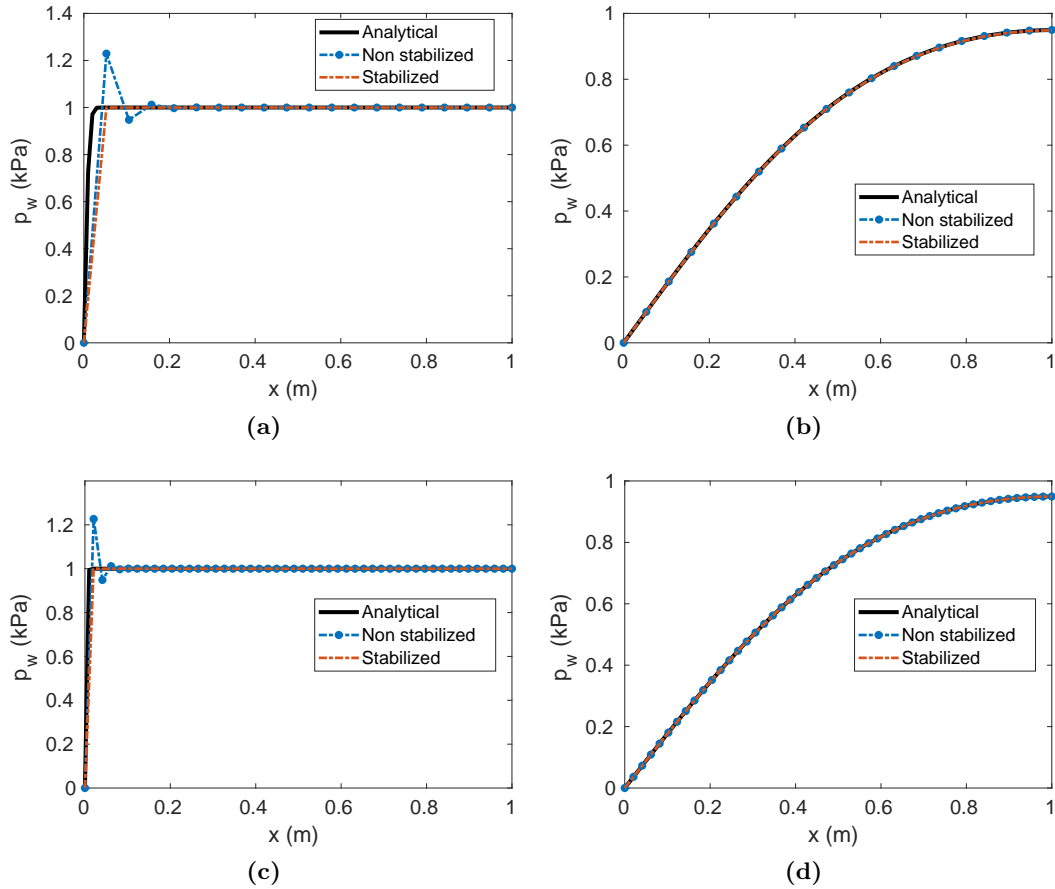 1.4
1.2
1
0.8
0.6
0.4
0.2
0
p_w (kPa)
0 0.2 0.4 0.6 0.8 1
x (m)
Analytical
Non stabilized
Stabilized
(a)
1
0.8
0.6
0.4
0.2
0
p_w (kPa)
0 0.2 0.4 0.6 0.8 1
x (m)
Analytical
Non stabilized
Stabilized
(b)
1.2
1
0.8
0.6
0.4
0.2
0
p_w (kPa)
0 0.2 0.4 0.6 0.8 1
x (m)
Analytical
Non stabilized
Stabilized
(c)
1
0.8
0.6
0.4
0.2
0
p_w (kPa)
0 0.2 0.4 0.6 0.8 1
x (m)
Analytical
Non stabilized
Stabilized
(d)